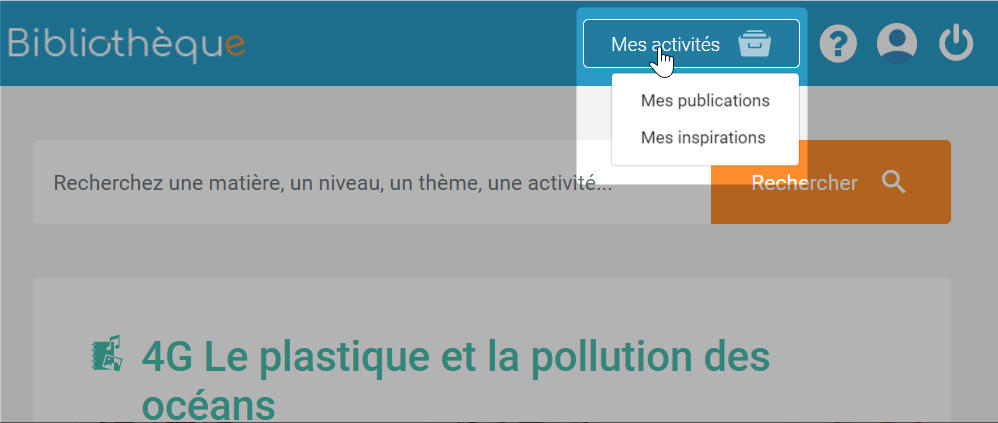 Bibliothèque
Mes activités
Mes publications
Mes inspirations
Recherchez une matière, un niveau, un thème, une activité...
Rechercher
4G Le plastique et la pollution des
océans